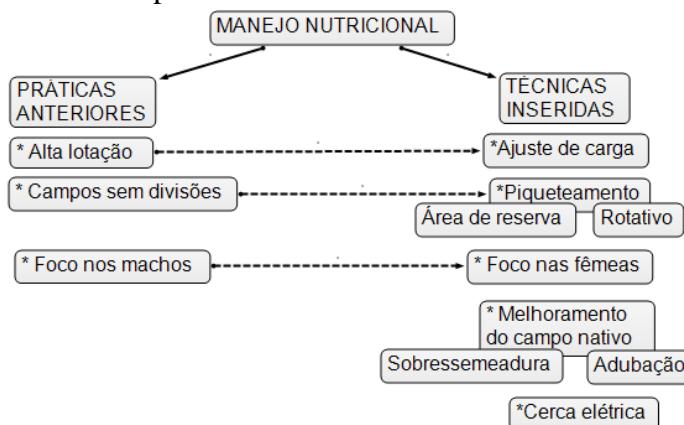 MANEJO NUTRICIONAL
PRÁTICAS
ANTERIORES
TÉCNICAS
INSERIDAS
* Alta lotação
*Ajuste de carga
* Campos sem divisões
*Piqueteamento
Área de reserva
Rotativo
* Foco nos machos
* Foco nas fêmeas
* Melhoramento
do campo nativo
Sobressemeadura
Adubação
*Cerca elétrica